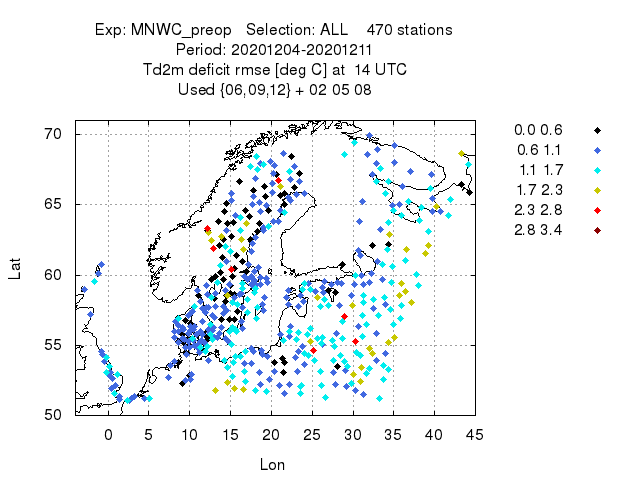 Exp: MNWC_preop Selection: ALL 470 stations
Period: 20201204-20201211
Td2m deficit rmse [deg C] at 14 UTC
Used {06,09,12} + 02 05 08
0.0 0.6
0.6 1.1
1.1 1.7
1.7 2.3
2.3 2.8
2.8 3.4
70
65
60
55
50
Lat
0 5 10 15 20 25 30 35 40 45
Lon